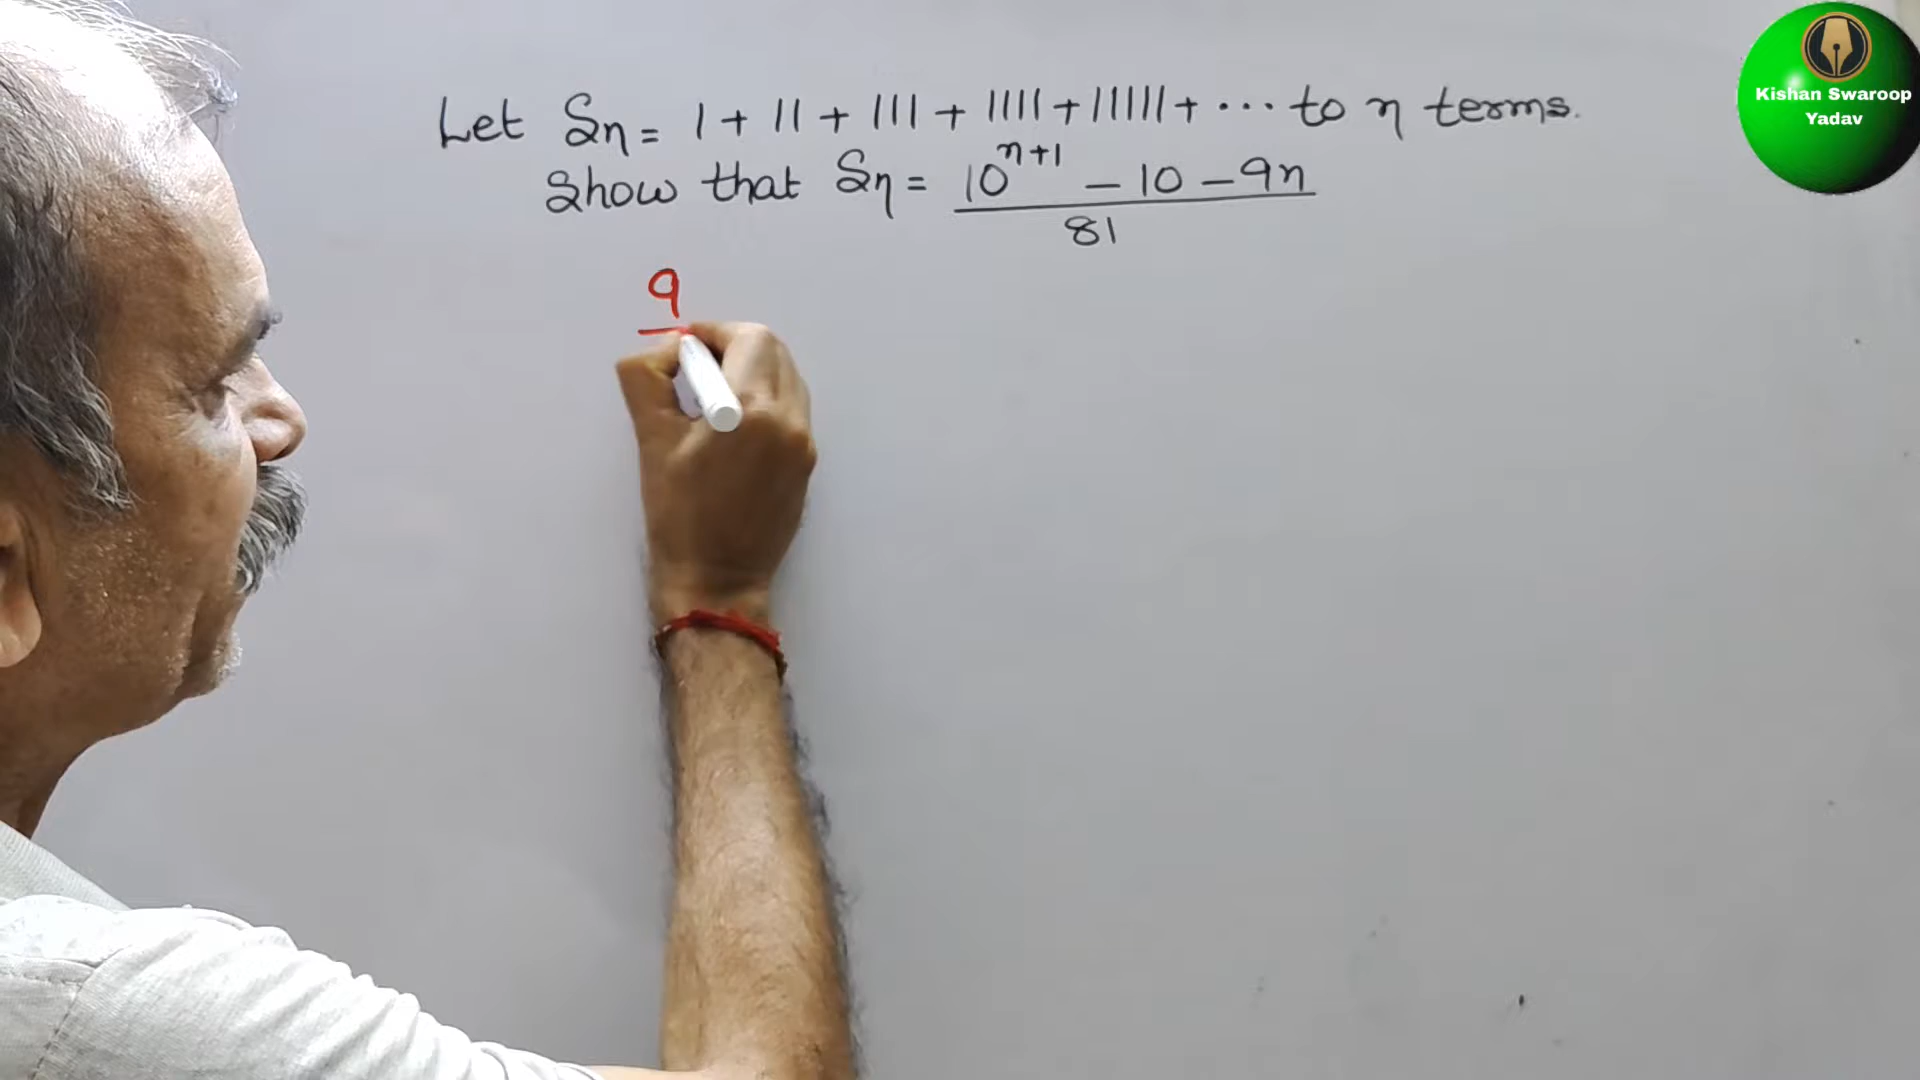 Let Sn = 1 + 11 + 111 + 1111 + 11111 + ... to n terms.
Show that Sn = 10^{n+1} - 10 - 9n
81
9
Kishan Swaroop
Yadav